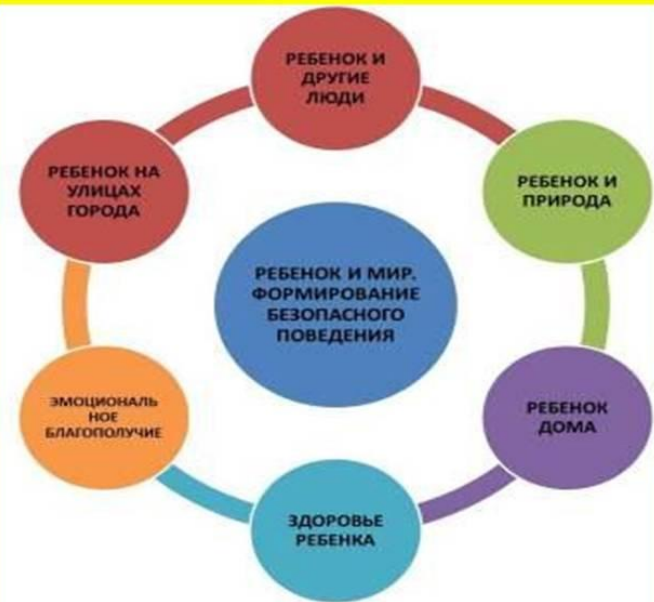 РЕБЕНОК И
ДРУГИЕ
ЛЮДИ
РЕБЕНОК НА
УЛИЦАХ
ГОРОДА
РЕБЕНОК И
ПРИРОДА
РЕБЕНОК И МИР.
ФОРМИРОВАНИЕ
БЕЗОПАСНОГО
ПОВЕДЕНИЯ
ЭМОЦИОНАЛЬ
НОЕ
БЛАГОПОЛУЧИЕ
РЕБЕНОК
ДОМА
ЗДОРОВЬЕ
РЕБЕНКА